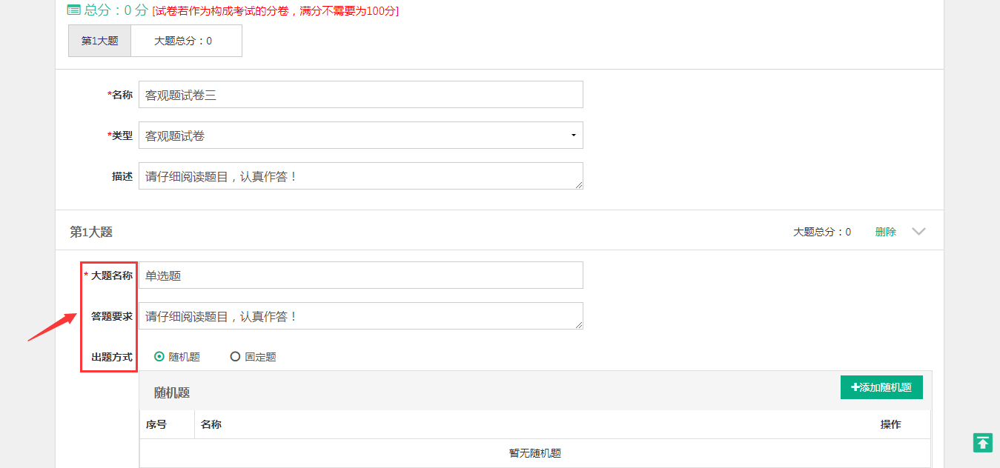 总分：0 分 [试卷若作为构成考试的分卷，满分不需要为100分]
第1大题 大题总分：0
*名称 客观题试卷三
*类型 客观题试卷
描述 请仔细阅读题目，认真作答！
第1大题 大题总分：0 删除
* 大题名称 单选题
答题要求 请仔细阅读题目，认真作答！
出题方式 随机题 固定题
随机题 +添加随机题
序号 名称 操作
暂无随机题